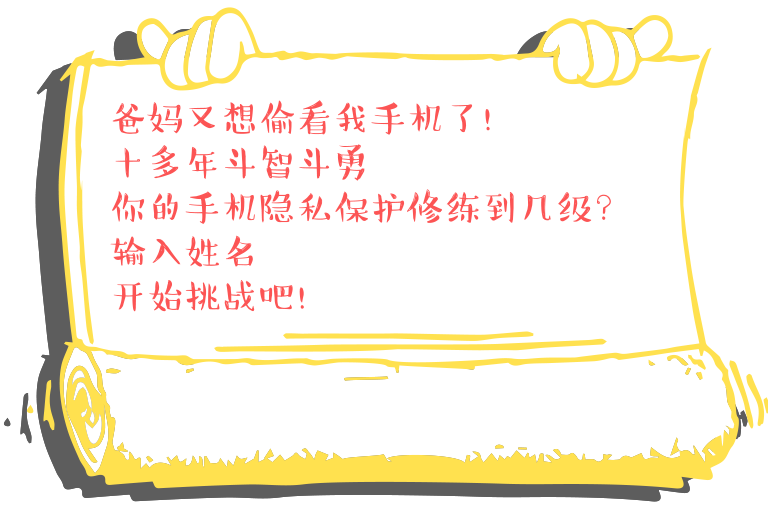 爸妈又想偷看我手机了!
十多年斗智斗勇
你的手机隐私保护修练到几级?
输入姓名
开始挑战吧!